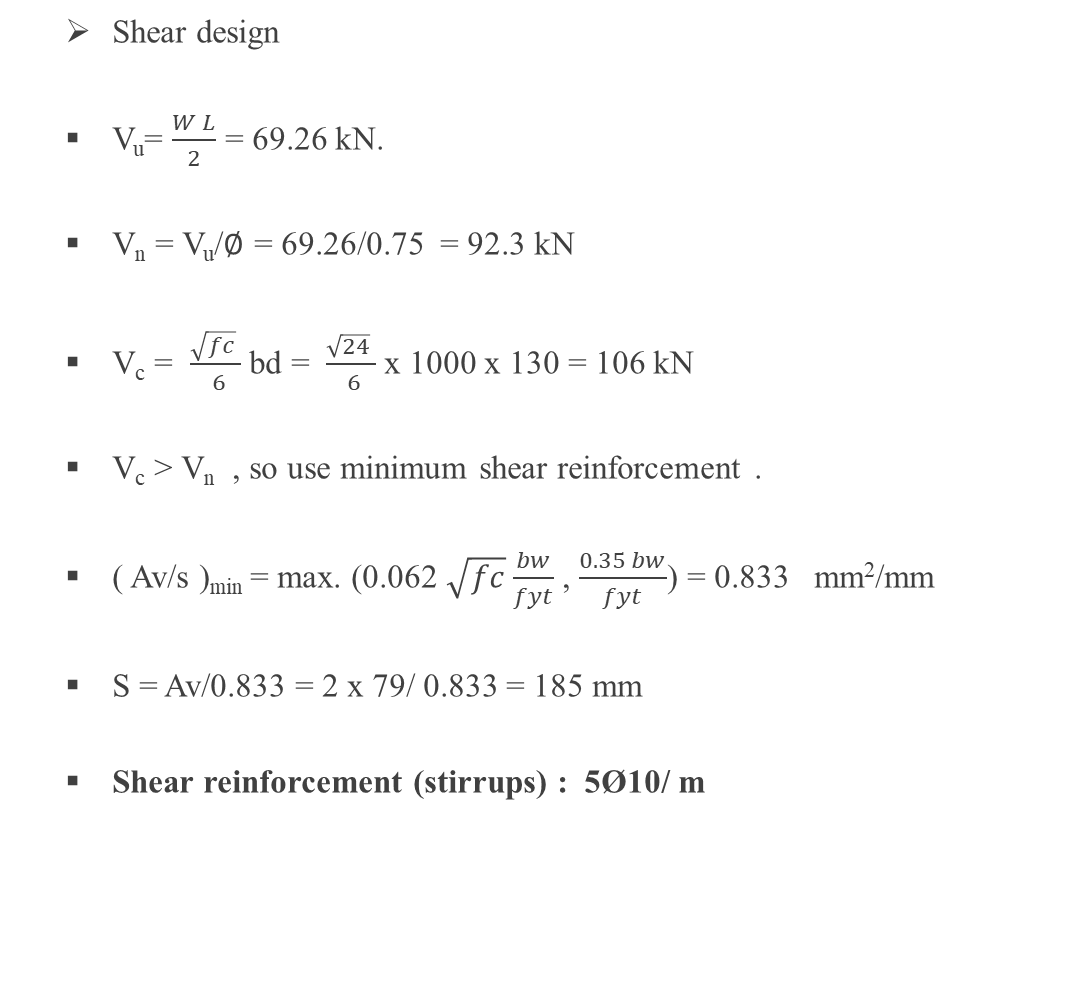 ➢ Shear design
▪ Vu= W L / 2 = 69.26 kN.
▪ Vn = Vu/Ø = 69.26/0.75 = 92.3 kN
▪ Vc = √fc / 6 bd = √24 / 6 x 1000 x 130 = 106 kN
▪ Vc > Vn , so use minimum shear reinforcement .
▪ ( Av/s )min = max. (0.062 √fc bw / fyt , 0.35 bw / fyt ) = 0.833 mm²/mm
▪ S = Av/0.833 = 2 x 79/ 0.833 = 185 mm
▪ Shear reinforcement (stirrups) : 5Ø10/ m